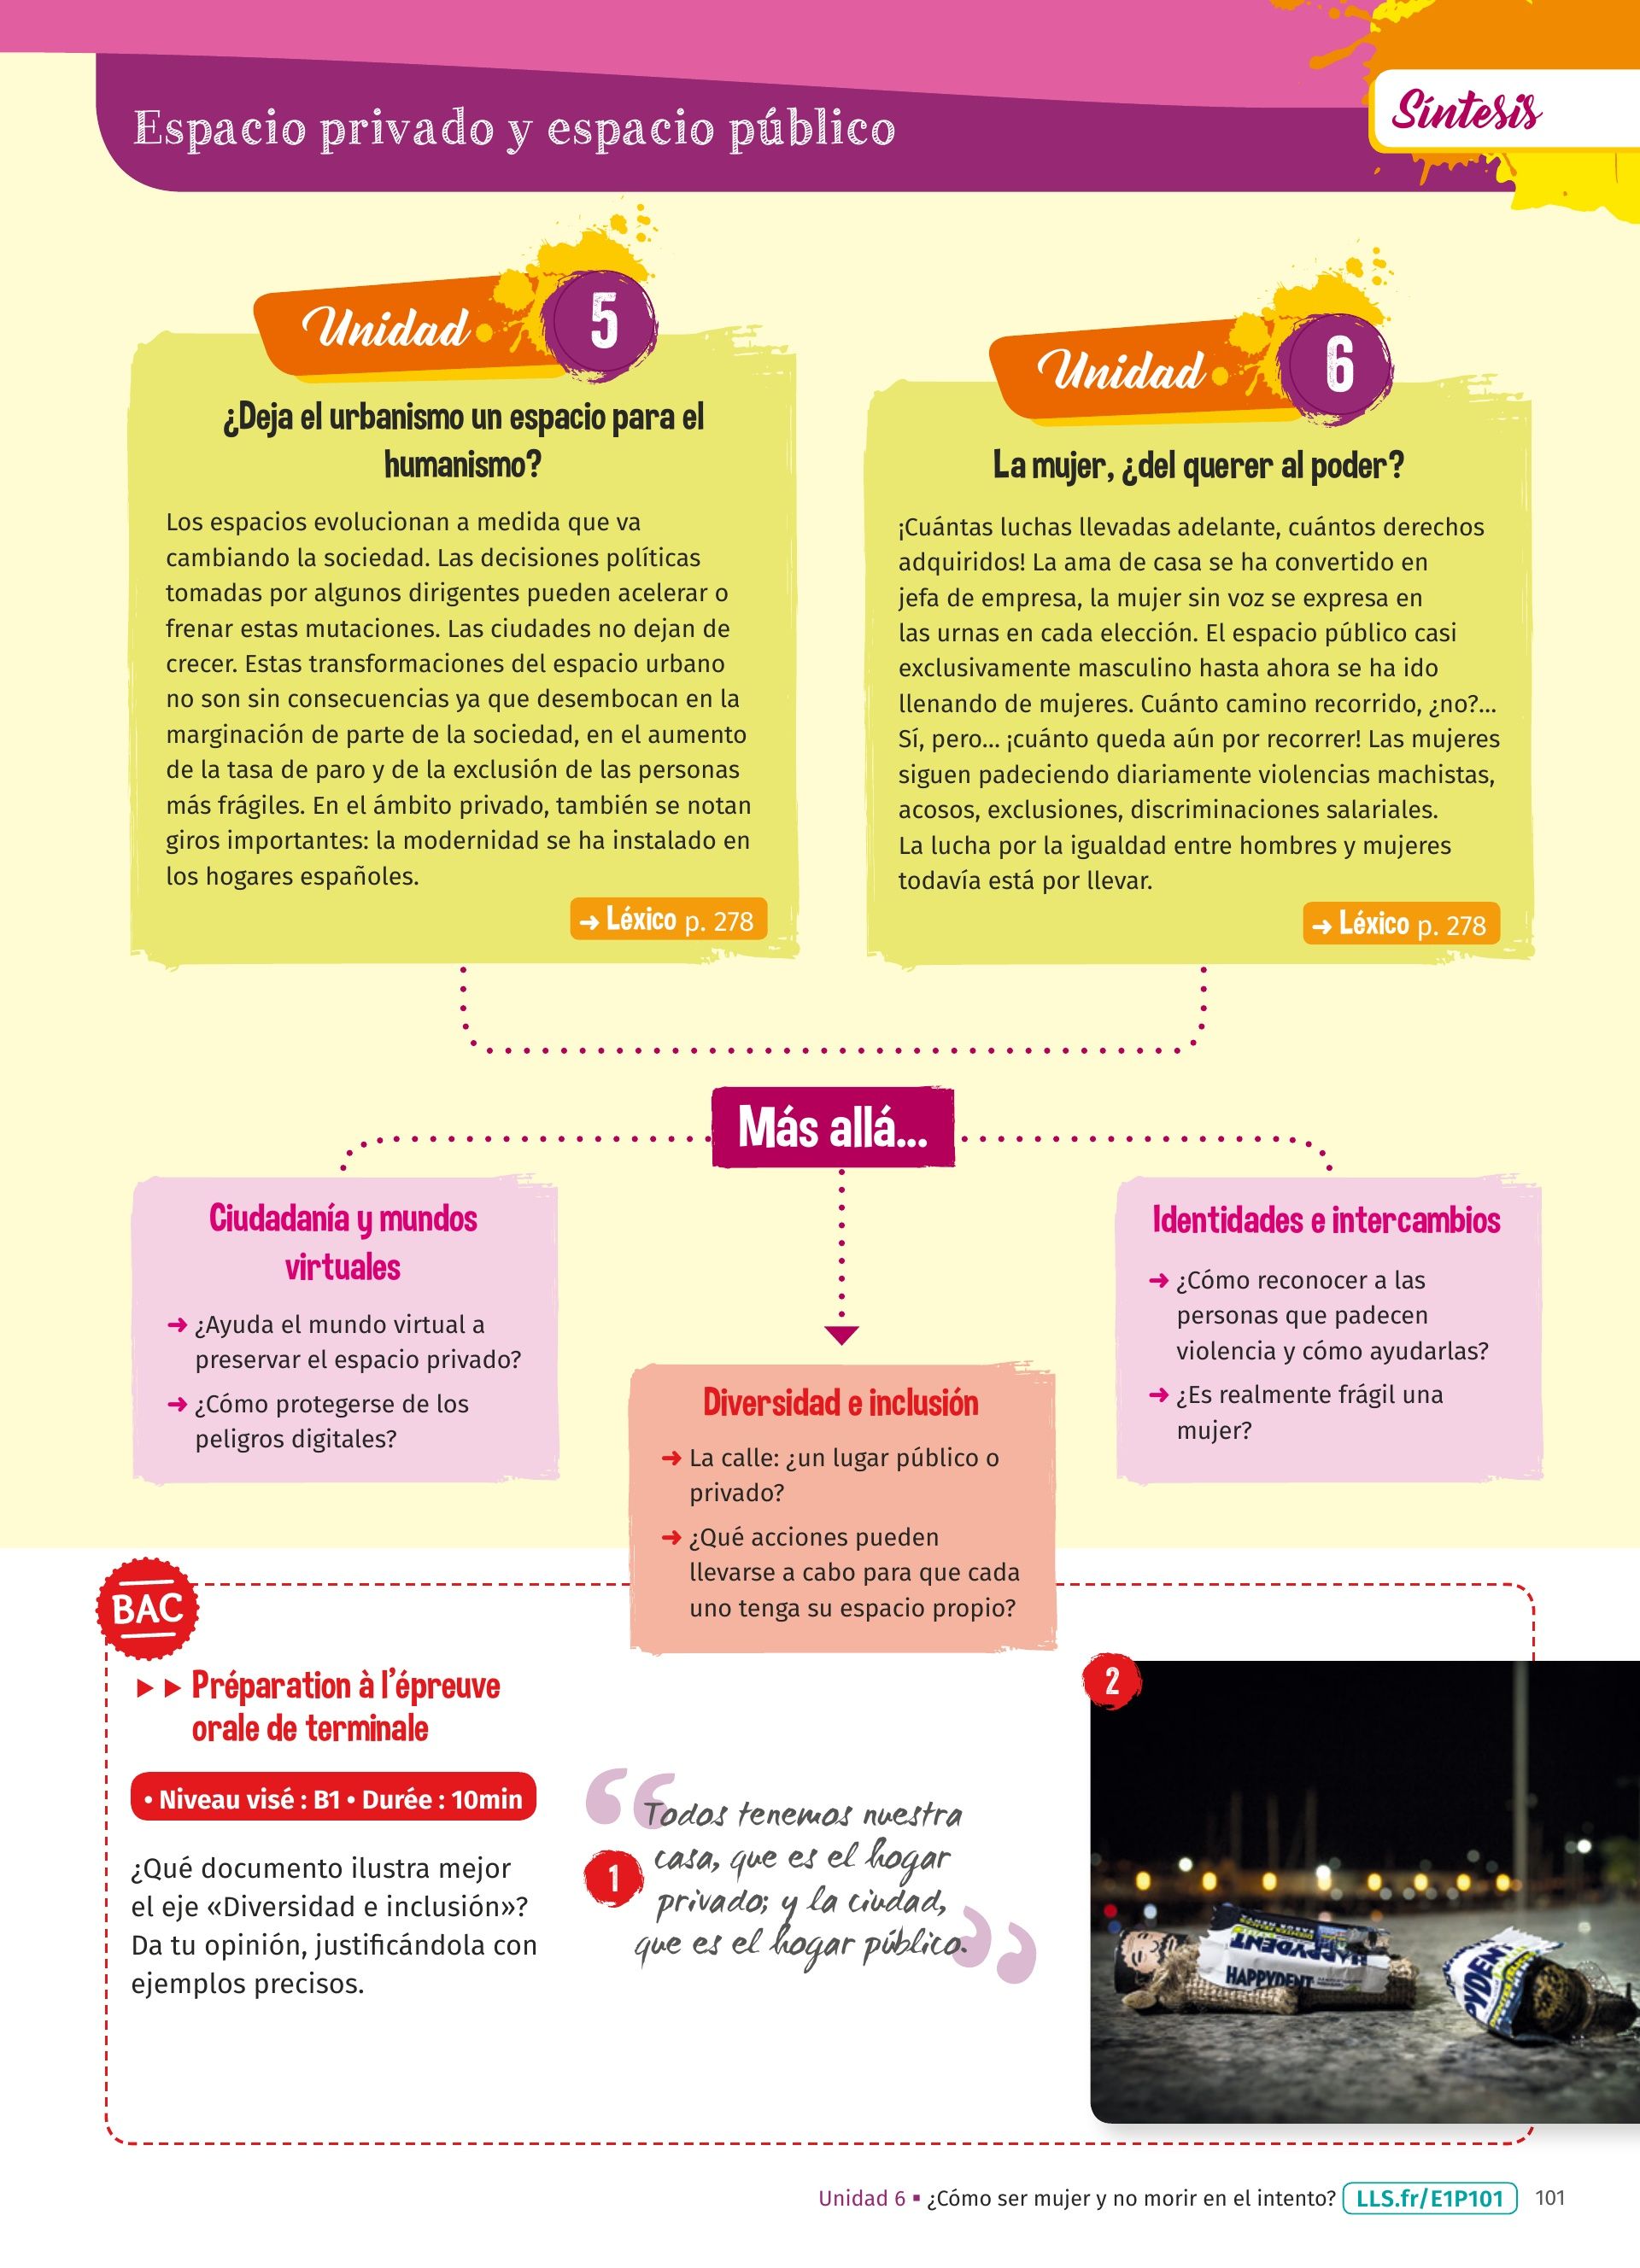 Espacio privado y espacio público
Síntesis
Unidad 5
¿Deja el urbanismo un espacio para el
humanismo?
Los espacios evolucionan a medida que va
cambiando la sociedad. Las decisiones políticas
tomadas por algunos dirigentes pueden acelerar o
frenar estas mutaciones. Las ciudades no dejan de
crecer. Estas transformaciones del espacio urbano
no son sin consecuencias ya que desembocan en la
marginación de parte de la sociedad, en el aumento
de la tasa de paro y de la exclusión de las personas
más frágiles. En el ámbito privado, también se notan
giros importantes: la modernidad se ha instalado en
los hogares españoles.
➜ Léxico p. 278
Unidad 6
La mujer, ¿del querer al poder?
¡Cuántas luchas llevadas adelante, cuántos derechos
adquiridos! La ama de casa se ha convertido en
jefa de empresa, la mujer sin voz se expresa en
las urnas en cada elección. El espacio público casi
exclusivamente masculino hasta ahora se ha ido
llenando de mujeres. Cuánto camino recorrido, ¿no?...
Sí, pero... ¡cuánto queda aún por recorrer! Las mujeres
siguen padeciendo diariamente violencias machistas,
acosos, exclusiones, discriminaciones salariales.
La lucha por la igualdad entre hombres y mujeres
todavía está por llevar.
➜ Léxico p. 278
Más allá...
Ciudadanía y mundos
virtuales
➜ ¿Ayuda el mundo virtual a
preservar el espacio privado?
➜ ¿Cómo protegerse de los
peligros digitales?
Diversidad e inclusión
➜ La calle: ¿un lugar público o
privado?
➜ ¿Qué acciones pueden
llevarse a cabo para que cada
uno tenga su espacio propio?
Identidades e intercambios
➜ ¿Cómo reconocer a las
personas que padecen
violencia y cómo ayudarlas?
➜ ¿Es realmente frágil una
mujer?
BAC
Préparation à l'épreuve
orale de terminale
• Niveau visé : B1 • Durée : 10min
¿Qué documento ilustra mejor
el eje «Diversidad e inclusión»?
Da tu opinión, justificándola con
ejemplos precisos.
1
“Todos tenemos nuestra
casa, que es el hogar
privado; y la ciudad,
que es el hogar público.”
2
HAPPYDENT
HAPPYDENT
PYDENT
Unidad 6 ▪ ¿Cómo ser mujer y no morir en el intento? LLS.fr/E1P101 101